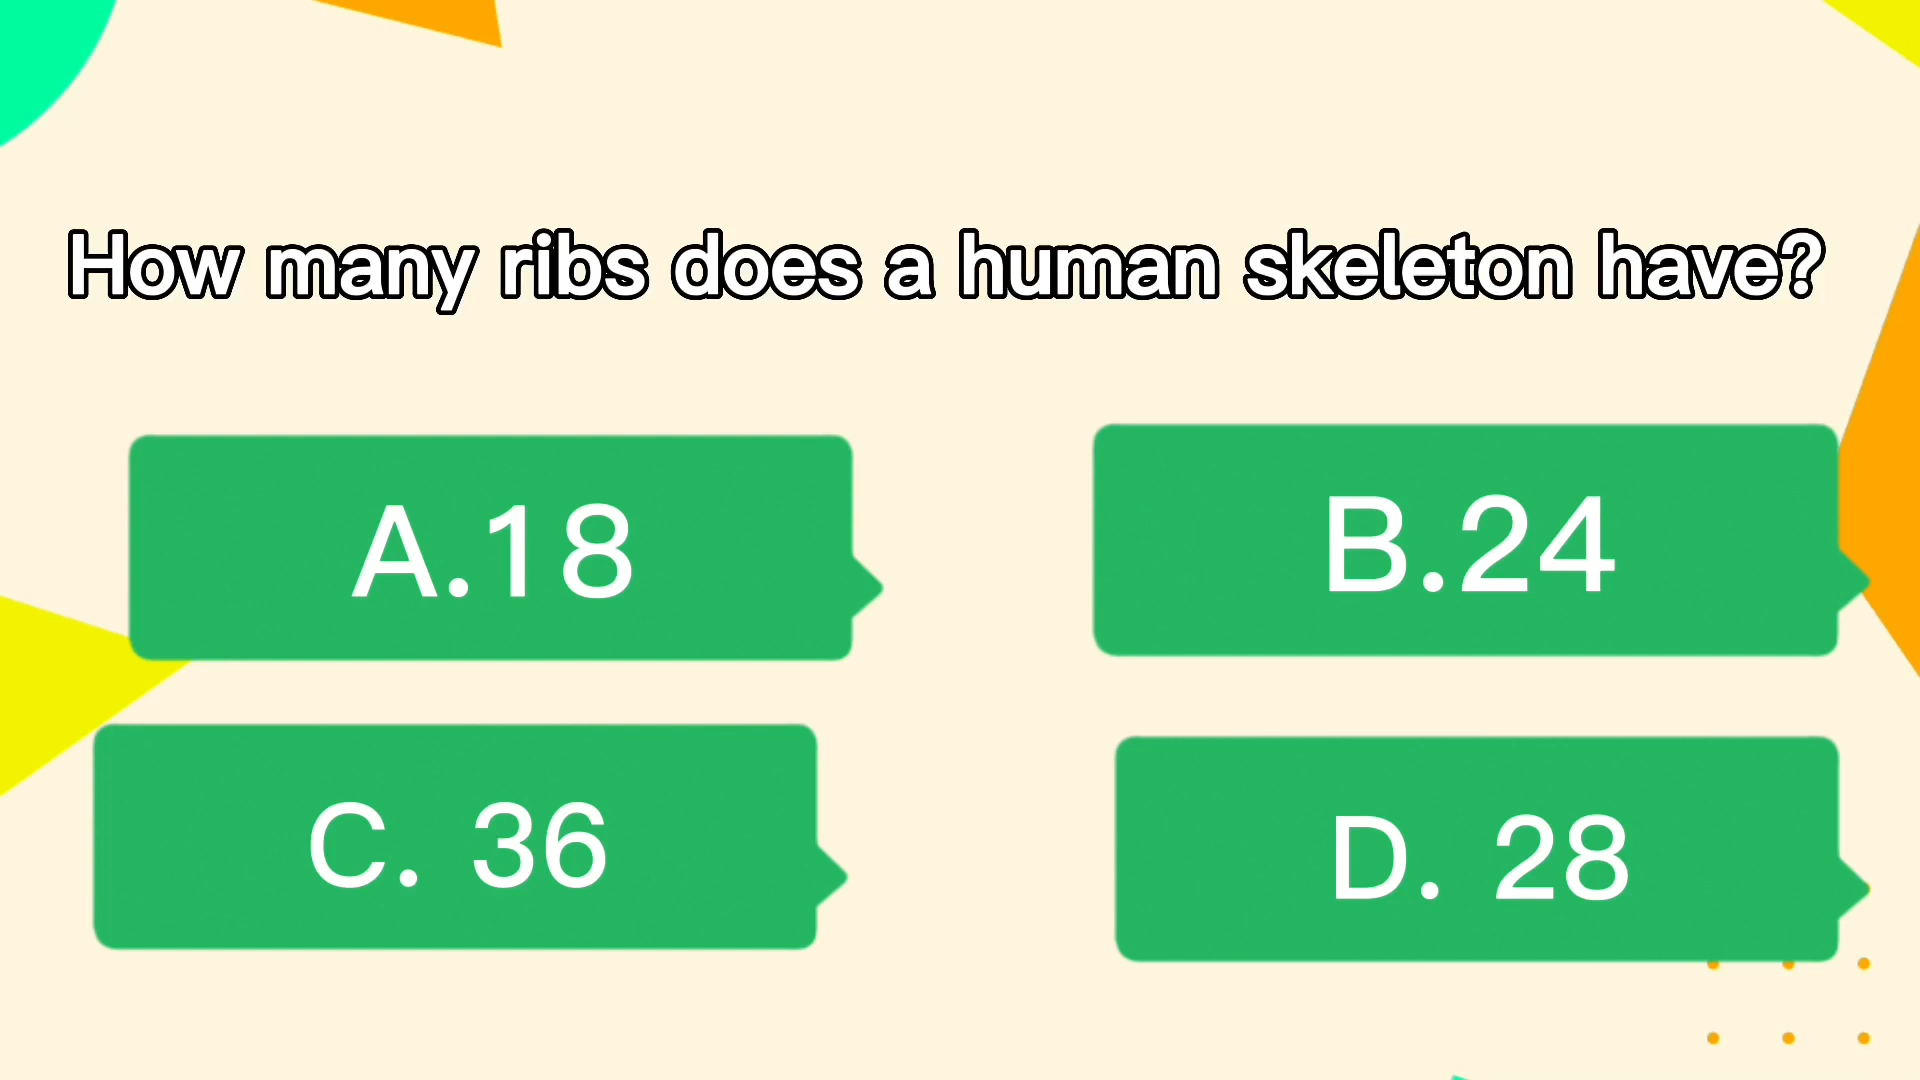 How many ribs does a human skeleton have?
A.18
B.24
C. 36
D. 28